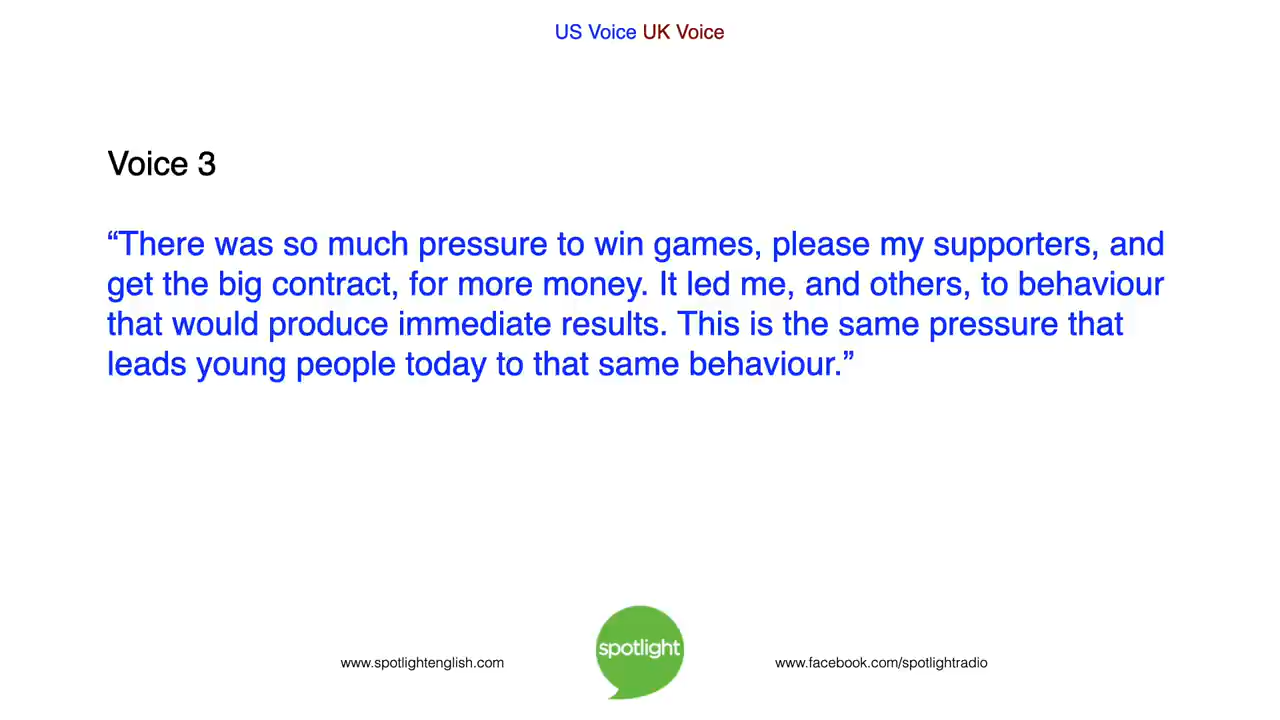 US Voice UK Voice
Voice 3
“There was so much pressure to win games, please my supporters, and
get the big contract, for more money. It led me, and others, to behaviour
that would produce immediate results. This is the same pressure that
leads young people today to that same behaviour.”
spotlight
www.spotlightenglish.com
www.facebook.com/spotlightradio